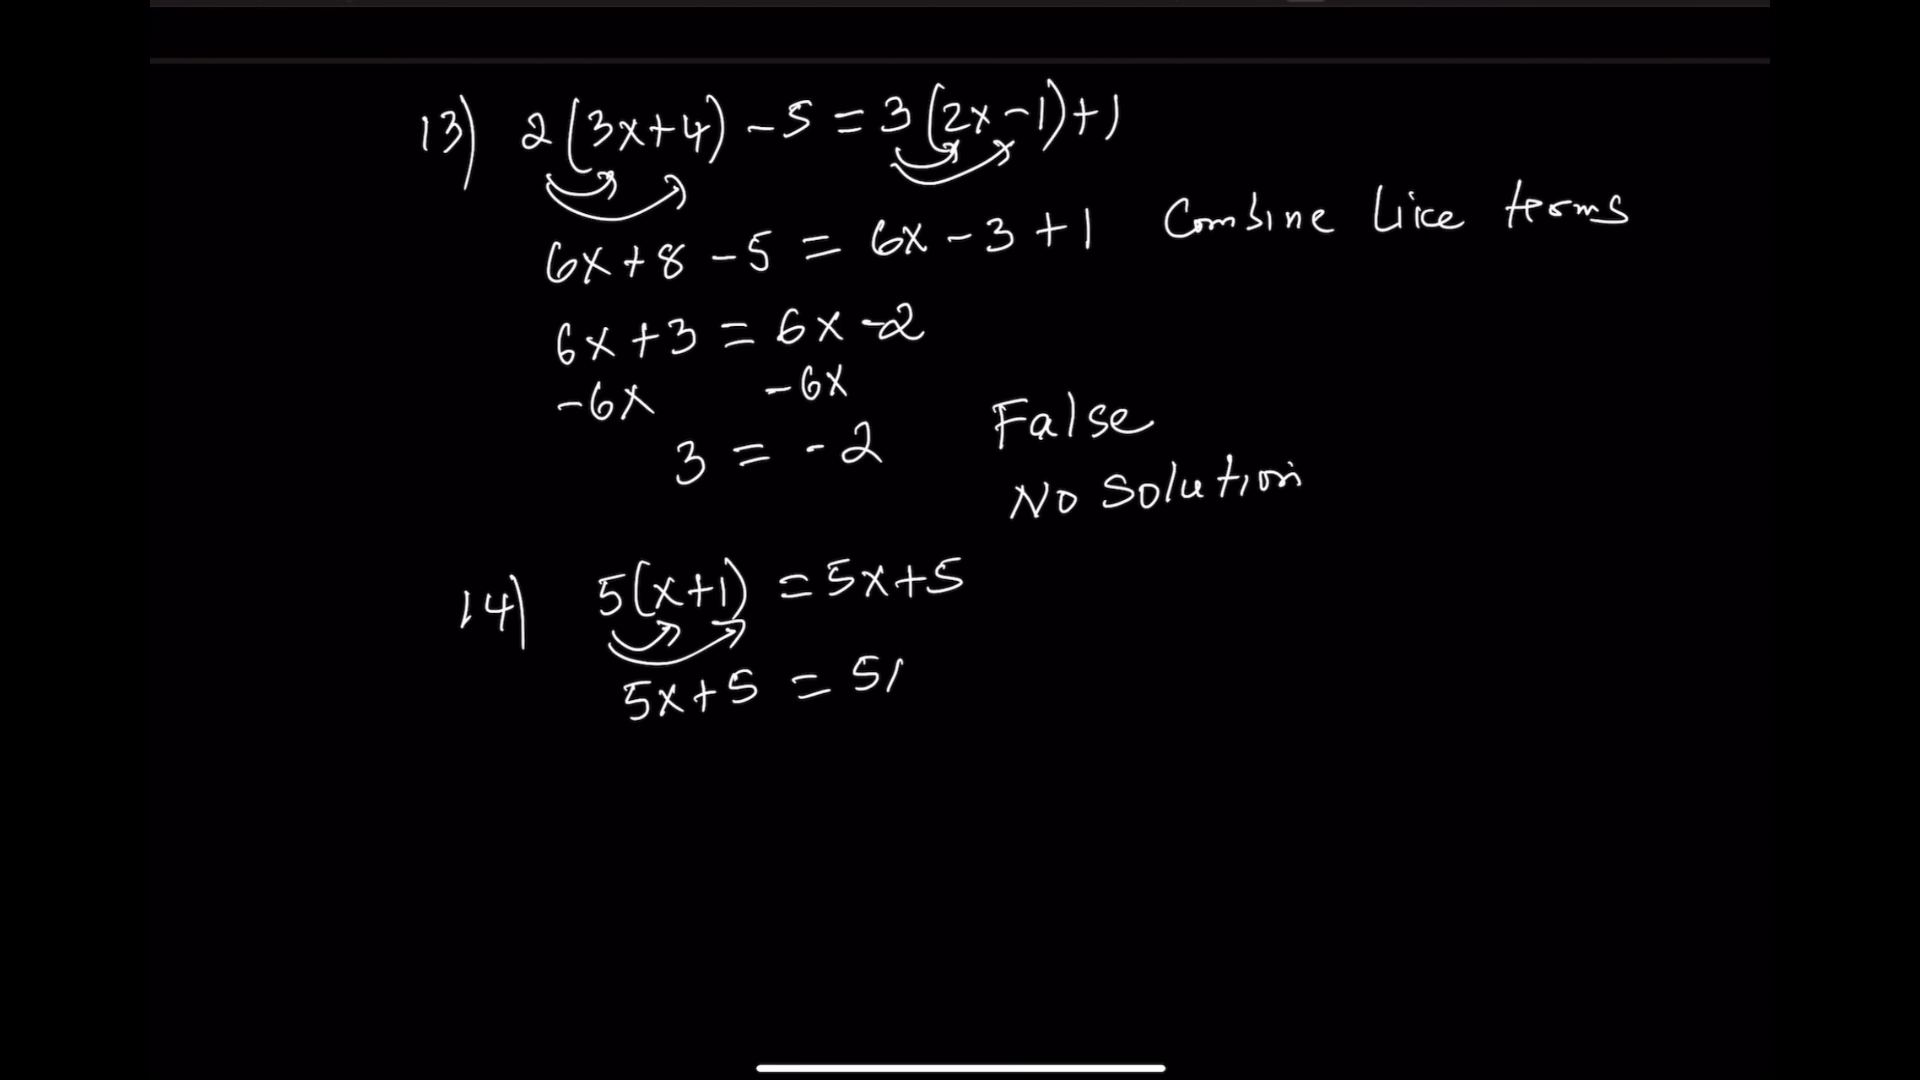 13) 2(3x+4) -5 = 3(2x-1)+1
6x+8 -5 = 6x -3 +1 Combine like terms
6x+3 = 6x -2
-6x -6x
3 = -2 False
No Solution
14) 5(x+1) = 5x+5
5x+5 = 5